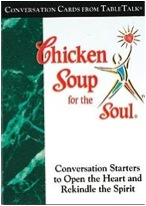 CONVERSATION CARDS FROM TABLETALK®
Chicken
Soup
for the
Soul®
Conversation Starters
to Open the Heart and
Rekindle the Spirit